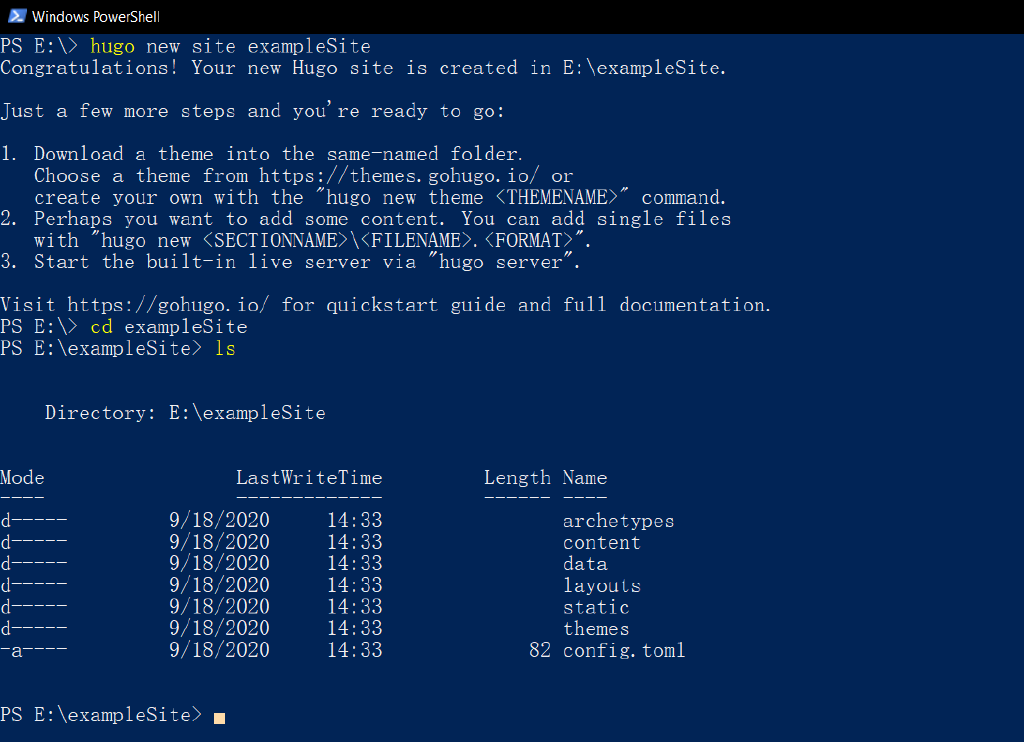 Windows PowerShell
PS E:\> hugo new site exampleSite
Congratulations! Your new Hugo site is created in E:\exampleSite.
Just a few more steps and you're ready to go:
1. Download a theme into the same-named folder.
   Choose a theme from https://themes.gohugo.io/ or
   create your own with the "hugo new theme <THEMENAME>" command.
2. Perhaps you want to add some content. You can add single files
   with "hugo new <SECTIONNAME>\<FILENAME>.<FORMAT>".
3. Start the built-in live server via "hugo server".
Visit https://gohugo.io/ for quickstart guide and full documentation.
PS E:\> cd exampleSite
PS E:\exampleSite> ls
    Directory: E:\exampleSite
Mode                 LastWriteTime         Length Name
----                 -------------         ------ ----
d-----         9/18/2020     14:33                archetypes
d-----         9/18/2020     14:33                content
d-----         9/18/2020     14:33                data
d-----         9/18/2020     14:33                layouts
d-----         9/18/2020     14:33                static
d-----         9/18/2020     14:33                themes
-a----         9/18/2020     14:33             82 config.toml
PS E:\exampleSite>